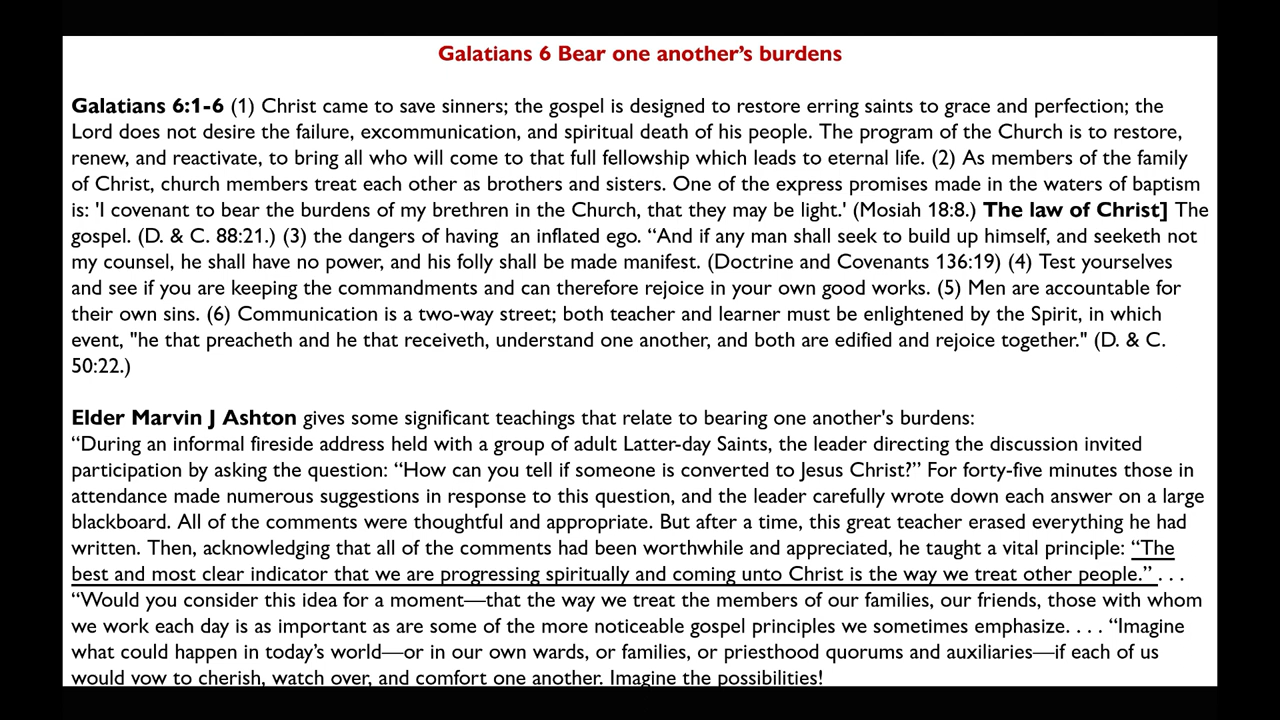 Galatians 6 Bear one another’s burdens
Galatians 6:1-6 (1) Christ came to save sinners; the gospel is designed to restore erring saints to grace and perfection; the
Lord does not desire the failure, excommunication, and spiritual death of his people. The program of the Church is to restore,
renew, and reactivate, to bring all who will come to that full fellowship which leads to eternal life. (2) As members of the family
of Christ, church members treat each other as brothers and sisters. One of the express promises made in the waters of baptism
is: 'I covenant to bear the burdens of my brethren in the Church, that they may be light.' (Mosiah 18:8.) The law of Christ] The
gospel. (D. & C. 88:21.) (3) the dangers of having  an inflated ego. “And if any man shall seek to build up himself, and seeketh not
my counsel, he shall have no power, and his folly shall be made manifest. (Doctrine and Covenants 136:19) (4) Test yourselves
and see if you are keeping the commandments and can therefore rejoice in your own good works. (5) Men are accountable for
their own sins. (6) Communication is a two-way street; both teacher and learner must be enlightened by the Spirit, in which
event, "he that preacheth and he that receiveth, understand one another, and both are edified and rejoice together." (D. & C.
50:22.)
Elder Marvin J Ashton gives some significant teachings that relate to bearing one another's burdens:
“During an informal fireside address held with a group of adult Latter-day Saints, the leader directing the discussion invited
participation by asking the question: “How can you tell if someone is converted to Jesus Christ?” For forty-five minutes those in
attendance made numerous suggestions in response to this question, and the leader carefully wrote down each answer on a large
blackboard. All of the comments were thoughtful and appropriate. But after a time, this great teacher erased everything he had
written. Then, acknowledging that all of the comments had been worthwhile and appreciated, he taught a vital principle: “The
best and most clear indicator that we are progressing spiritually and coming unto Christ is the way we treat other people.” . . .
“Would you consider this idea for a moment—that the way we treat the members of our families, our friends, those with whom
we work each day is as important as are some of the more noticeable gospel principles we sometimes emphasize. . . . “Imagine
what could happen in today’s world—or in our own wards, or families, or priesthood quorums and auxiliaries—if each of us
would vow to cherish, watch over, and comfort one another. Imagine the possibilities!